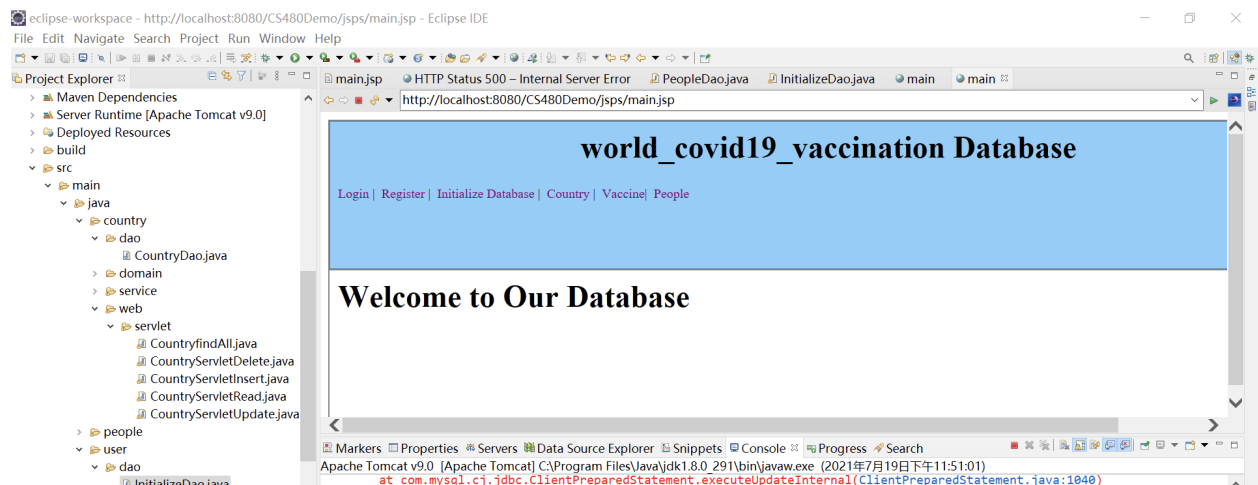 eclipse-workspace - http://localhost:8080/CS480Demo/jsps/main.jsp - Eclipse IDE
File Edit Navigate Search Project Run Window Help
Project Explorer
main.jsp HTTP Status 500 – Internal Server Error PeopleDao.java InitializeDao.java main main
http://localhost:8080/CS480Demo/jsps/main.jsp
Maven Dependencies
Server Runtime [Apache Tomcat v9.0]
Deployed Resources
build
src
main
java
country
dao
CountryDao.java
domain
service
web
servlet
CountryfindAll.java
CountryServletDelete.java
CountryServletInsert.java
CountryServletRead.java
CountryServletUpdate.java
people
user
dao
InitializeDao.java
world_covid19_vaccination Database
Login | Register | Initialize Database | Country | Vaccine| People
Welcome to Our Database
Markers Properties Servers Data Source Explorer Snippets Console Progress Search
Apache Tomcat v9.0 [Apache Tomcat] C:\Program Files\Java\jdk1.8.0_291\bin\javaw.exe (2021年7月19日下午11:51:01)
at com.mysql.cj.jdbc.ClientPreparedStatement.executeUpdateInternal(ClientPreparedStatement.java:1040)